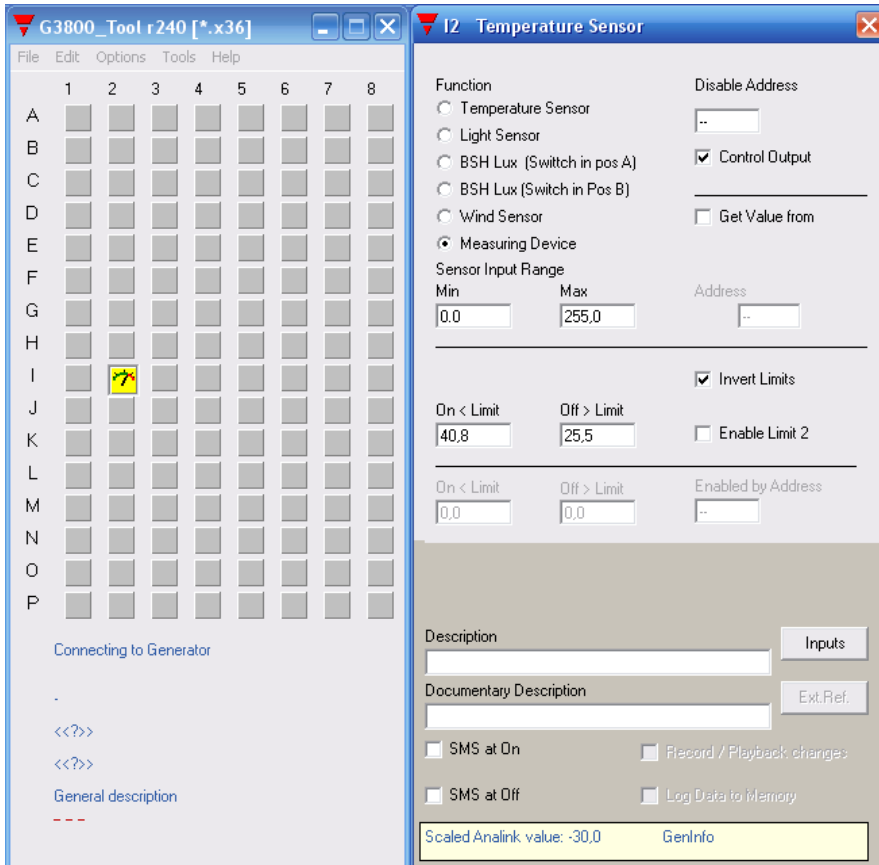 G3800_Tool r240 [*.x36]
File Edit Options Tools Help
1 2 3 4 5 6 7 8
A
B
C
D
E
F
G
H
I
J
K
L
M
N
O
P
Connecting to Generator
-
<<?>>
<<?>>
General description
---
I2 Temperature Sensor
Function
Temperature Sensor
Light Sensor
BSH Lux (Swittch in pos A)
BSH Lux (Switch in Pos B)
Wind Sensor
Measuring Device
Disable Address
--
Control Output
Get Value from
Sensor Input Range
Min Max Address
0.0 255,0 --
Invert Limits
On < Limit Off > Limit
40,8 25,5 Enable Limit 2
On < Limit Off > Limit Enabled by Address
0,0 0,0 --
Description
Inputs
Documentary Description
Ext.Ref.
SMS at On Record / Playback changes
SMS at Off Log Data to Memory
Scaled Analink value: -30,0 GenInfo